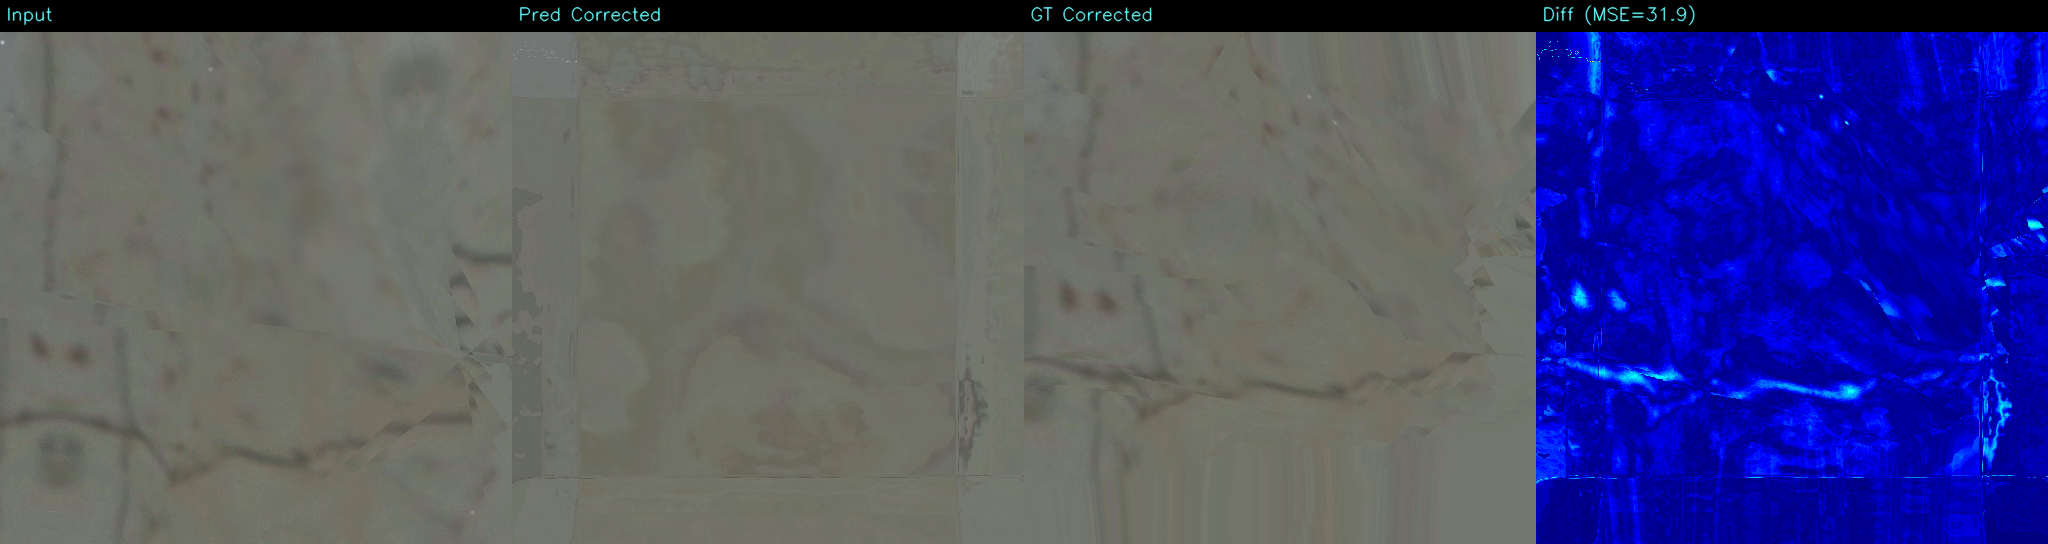 Input
Pred Corrected
GT Corrected
Diff (MSE=31.9)